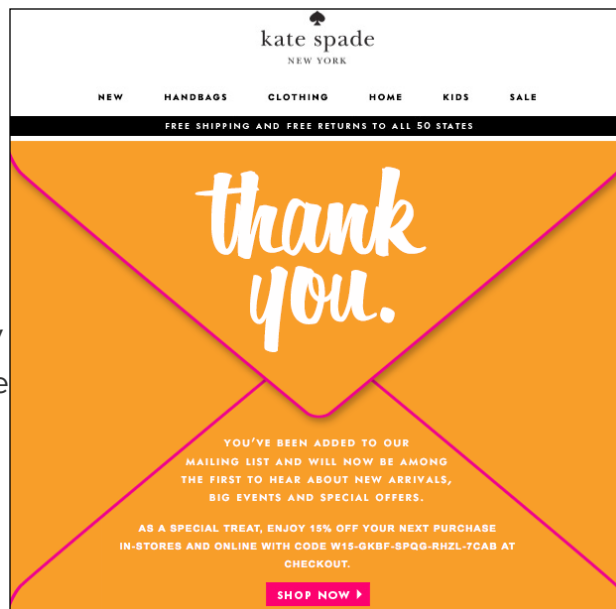 kate spade
NEW YORK
NEW HANDBAGS CLOTHING HOME KIDS SALE
FREE SHIPPING AND FREE RETURNS TO ALL 50 STATES
thank
you.
YOU'VE BEEN ADDED TO OUR
MAILING LIST AND WILL NOW BE AMONG
THE FIRST TO HEAR ABOUT NEW ARRIVALS,
BIG EVENTS AND SPECIAL OFFERS.
AS A SPECIAL TREAT, ENJOY 15% OFF YOUR NEXT PURCHASE
IN-STORES AND ONLINE WITH CODE W15-GKBF-SPQG-RHZL-7CAB AT
CHECKOUT.
SHOP NOW